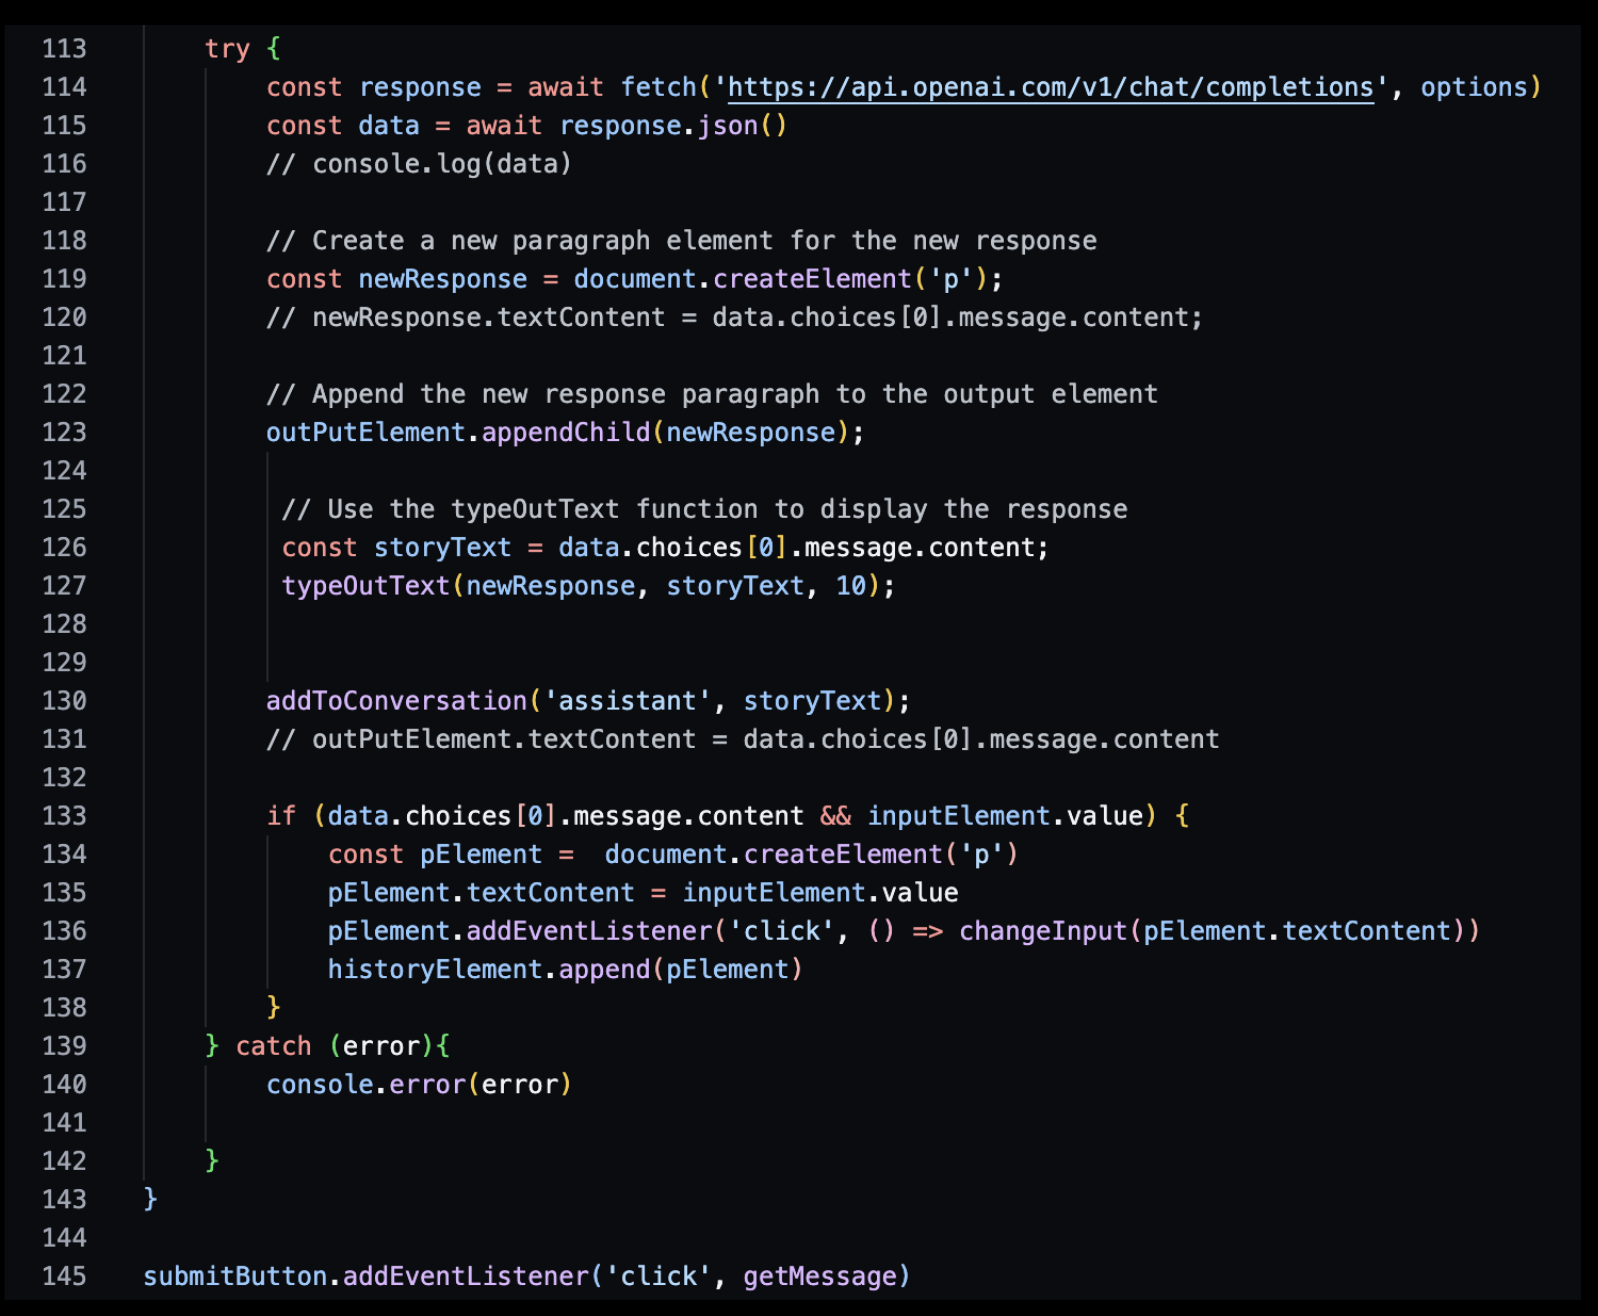 113 try {
114 const response = await fetch('https://api.openai.com/v1/chat/completions', options)
115 const data = await response.json()
116 // console.log(data)
117
118 // Create a new paragraph element for the new response
119 const newResponse = document.createElement('p');
120 // newResponse.textContent = data.choices[0].message.content;
121
122 // Append the new response paragraph to the output element
123 outPutElement.appendChild(newResponse);
124
125 // Use the typeOutText function to display the response
126 const storyText = data.choices[0].message.content;
127 typeOutText(newResponse, storyText, 10);
128
129
130 addToConversation('assistant', storyText);
131 // outPutElement.textContent = data.choices[0].message.content
132
133 if (data.choices[0].message.content && inputElement.value) {
134 const pElement =  document.createElement('p')
135 pElement.textContent = inputElement.value
136 pElement.addEventListener('click', () => changeInput(pElement.textContent))
137 historyElement.append(pElement)
138 }
139 } catch (error){
140 console.error(error)
141
142 }
143 }
144
145 submitButton.addEventListener('click', getMessage)